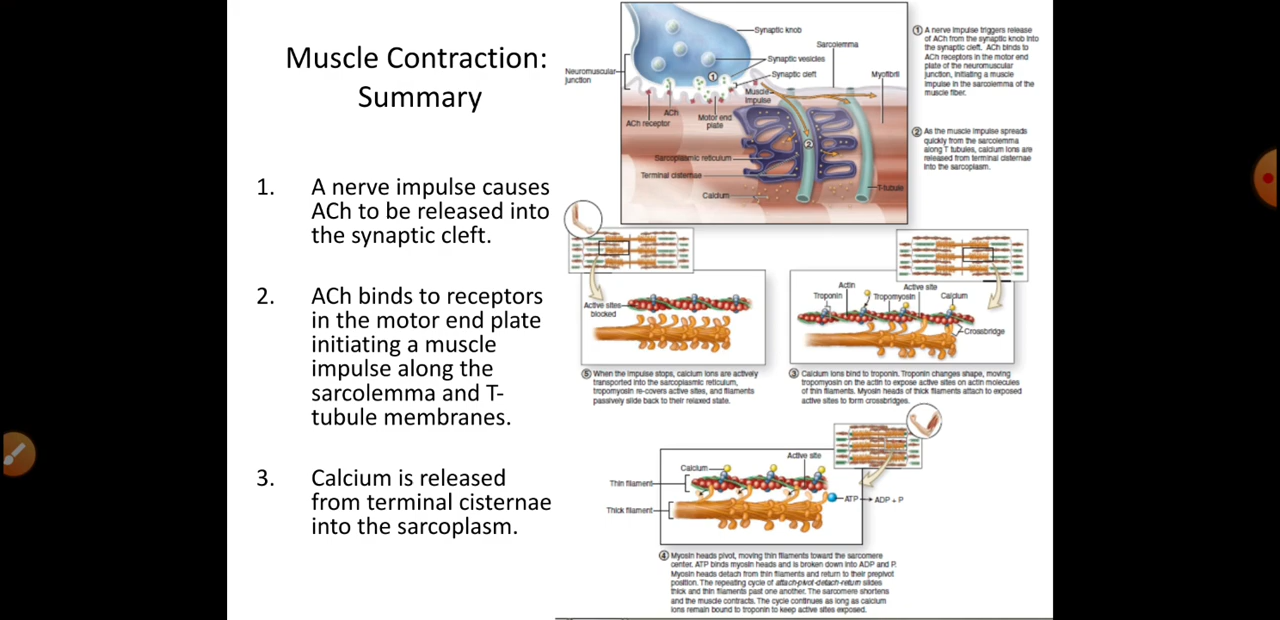 Muscle Contraction:
Summary
1. A nerve impulse causes
ACh to be released into
the synaptic cleft.
2. ACh binds to receptors
in the motor end plate
initiating a muscle
impulse along the
sarcolemma and T-
tubule membranes.
3. Calcium is released
from terminal cisternae
into the sarcoplasm.
Synaptic knob
Sarcolemma
Synaptic vesicles
Neuromuscular
junction
1
Synaptic cleft
Myofibril
Muscle
impulse
ACh
Motor end
plate
ACh receptor
2
Sarcoplasmic reticulum
Terminal cisternae
T-tubule
Calcium
1 A nerve impulse triggers release
of ACh from the synaptic knob into
the synaptic cleft. ACh binds to
ACh receptors in the motor end
plate of the neuromuscular
junction, initiating a muscle
impulse in the sarcolemma of the
muscle fiber.
2 As the muscle impulse spreads
quickly from the sarcolemma
along T tubules, calcium ions are
released from terminal cisternae
into the sarcoplasm.
Active sites
blocked
5 When the impulse stops, calcium ions are actively
transported into the sarcoplasmic reticulum,
tropomyosin re-covers active sites, and filaments
passively slide back to their relaxed state.
Actin
Active site
Troponin
Tropomyosin
Calcium
Crossbridge
3 Calcium ions bind to troponin. Troponin changes shape, moving
tropomyosin on the actin to expose active sites on actin molecules
of thin filaments. Myosin heads of thick filaments attach to exposed
active sites to form crossbridges.
Active site
Calcium
Thin filament
ATP → ADP + P
Thick filament
4 Myosin heads pivot, moving thin filaments toward the sarcomere
center. ATP binds myosin heads and is broken down into ADP and P.
Myosin heads detach from thin filaments and return to their prepivot
position. The repeating cycle of attach-pivot-detach-return slides
thick and thin filaments past one another. The sarcomere shortens
and the muscle contracts. The cycle continues as long as calcium
ions remain bound to troponin to keep active sites exposed.